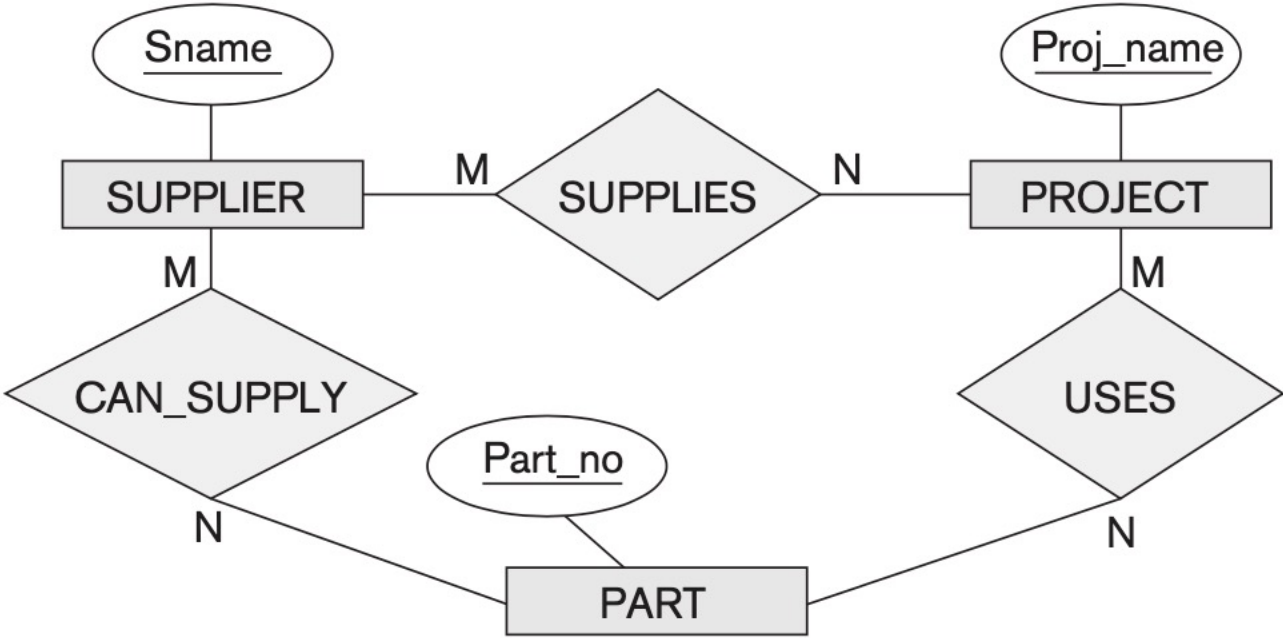 Sname
Proj_name
M
SUPPLIES
N
SUPPLIER
PROJECT
M
M
CAN_SUPPLY
USES
Part_no
N
N
PART